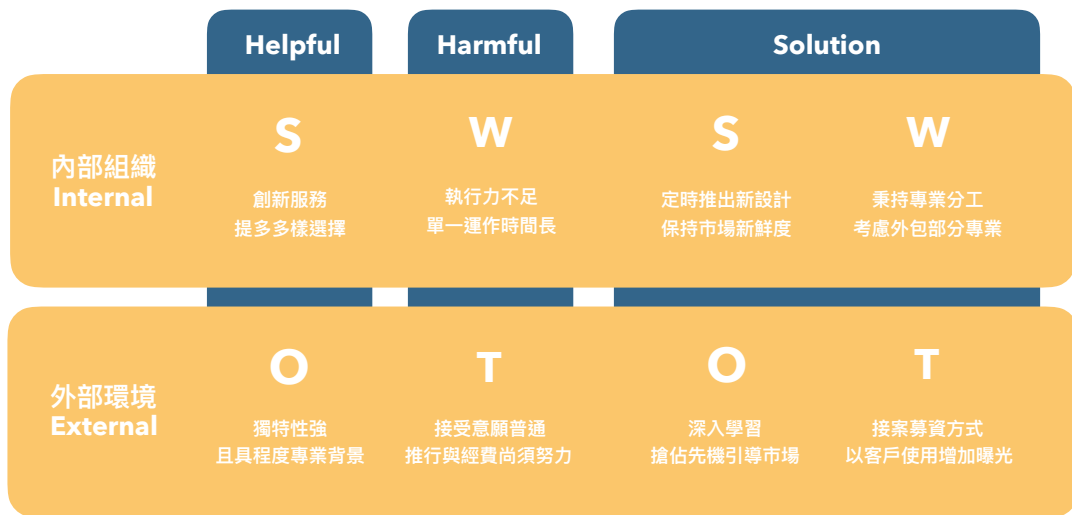 Helpful
Harmful
Solution
內部組織
Internal
S
創新服務
提多多樣選擇
W
執行力不足
單一運作時間長
S
定時推出新設計
保持市場新鮮度
W
秉持專業分工
考慮外包部分專業
外部環境
External
O
獨特性強
且具程度專業背景
T
接受意願普通
推行與經費尚須努力
O
深入學習
搶佔先機引導市場
T
接案募資方式
以客戶使用增加曝光